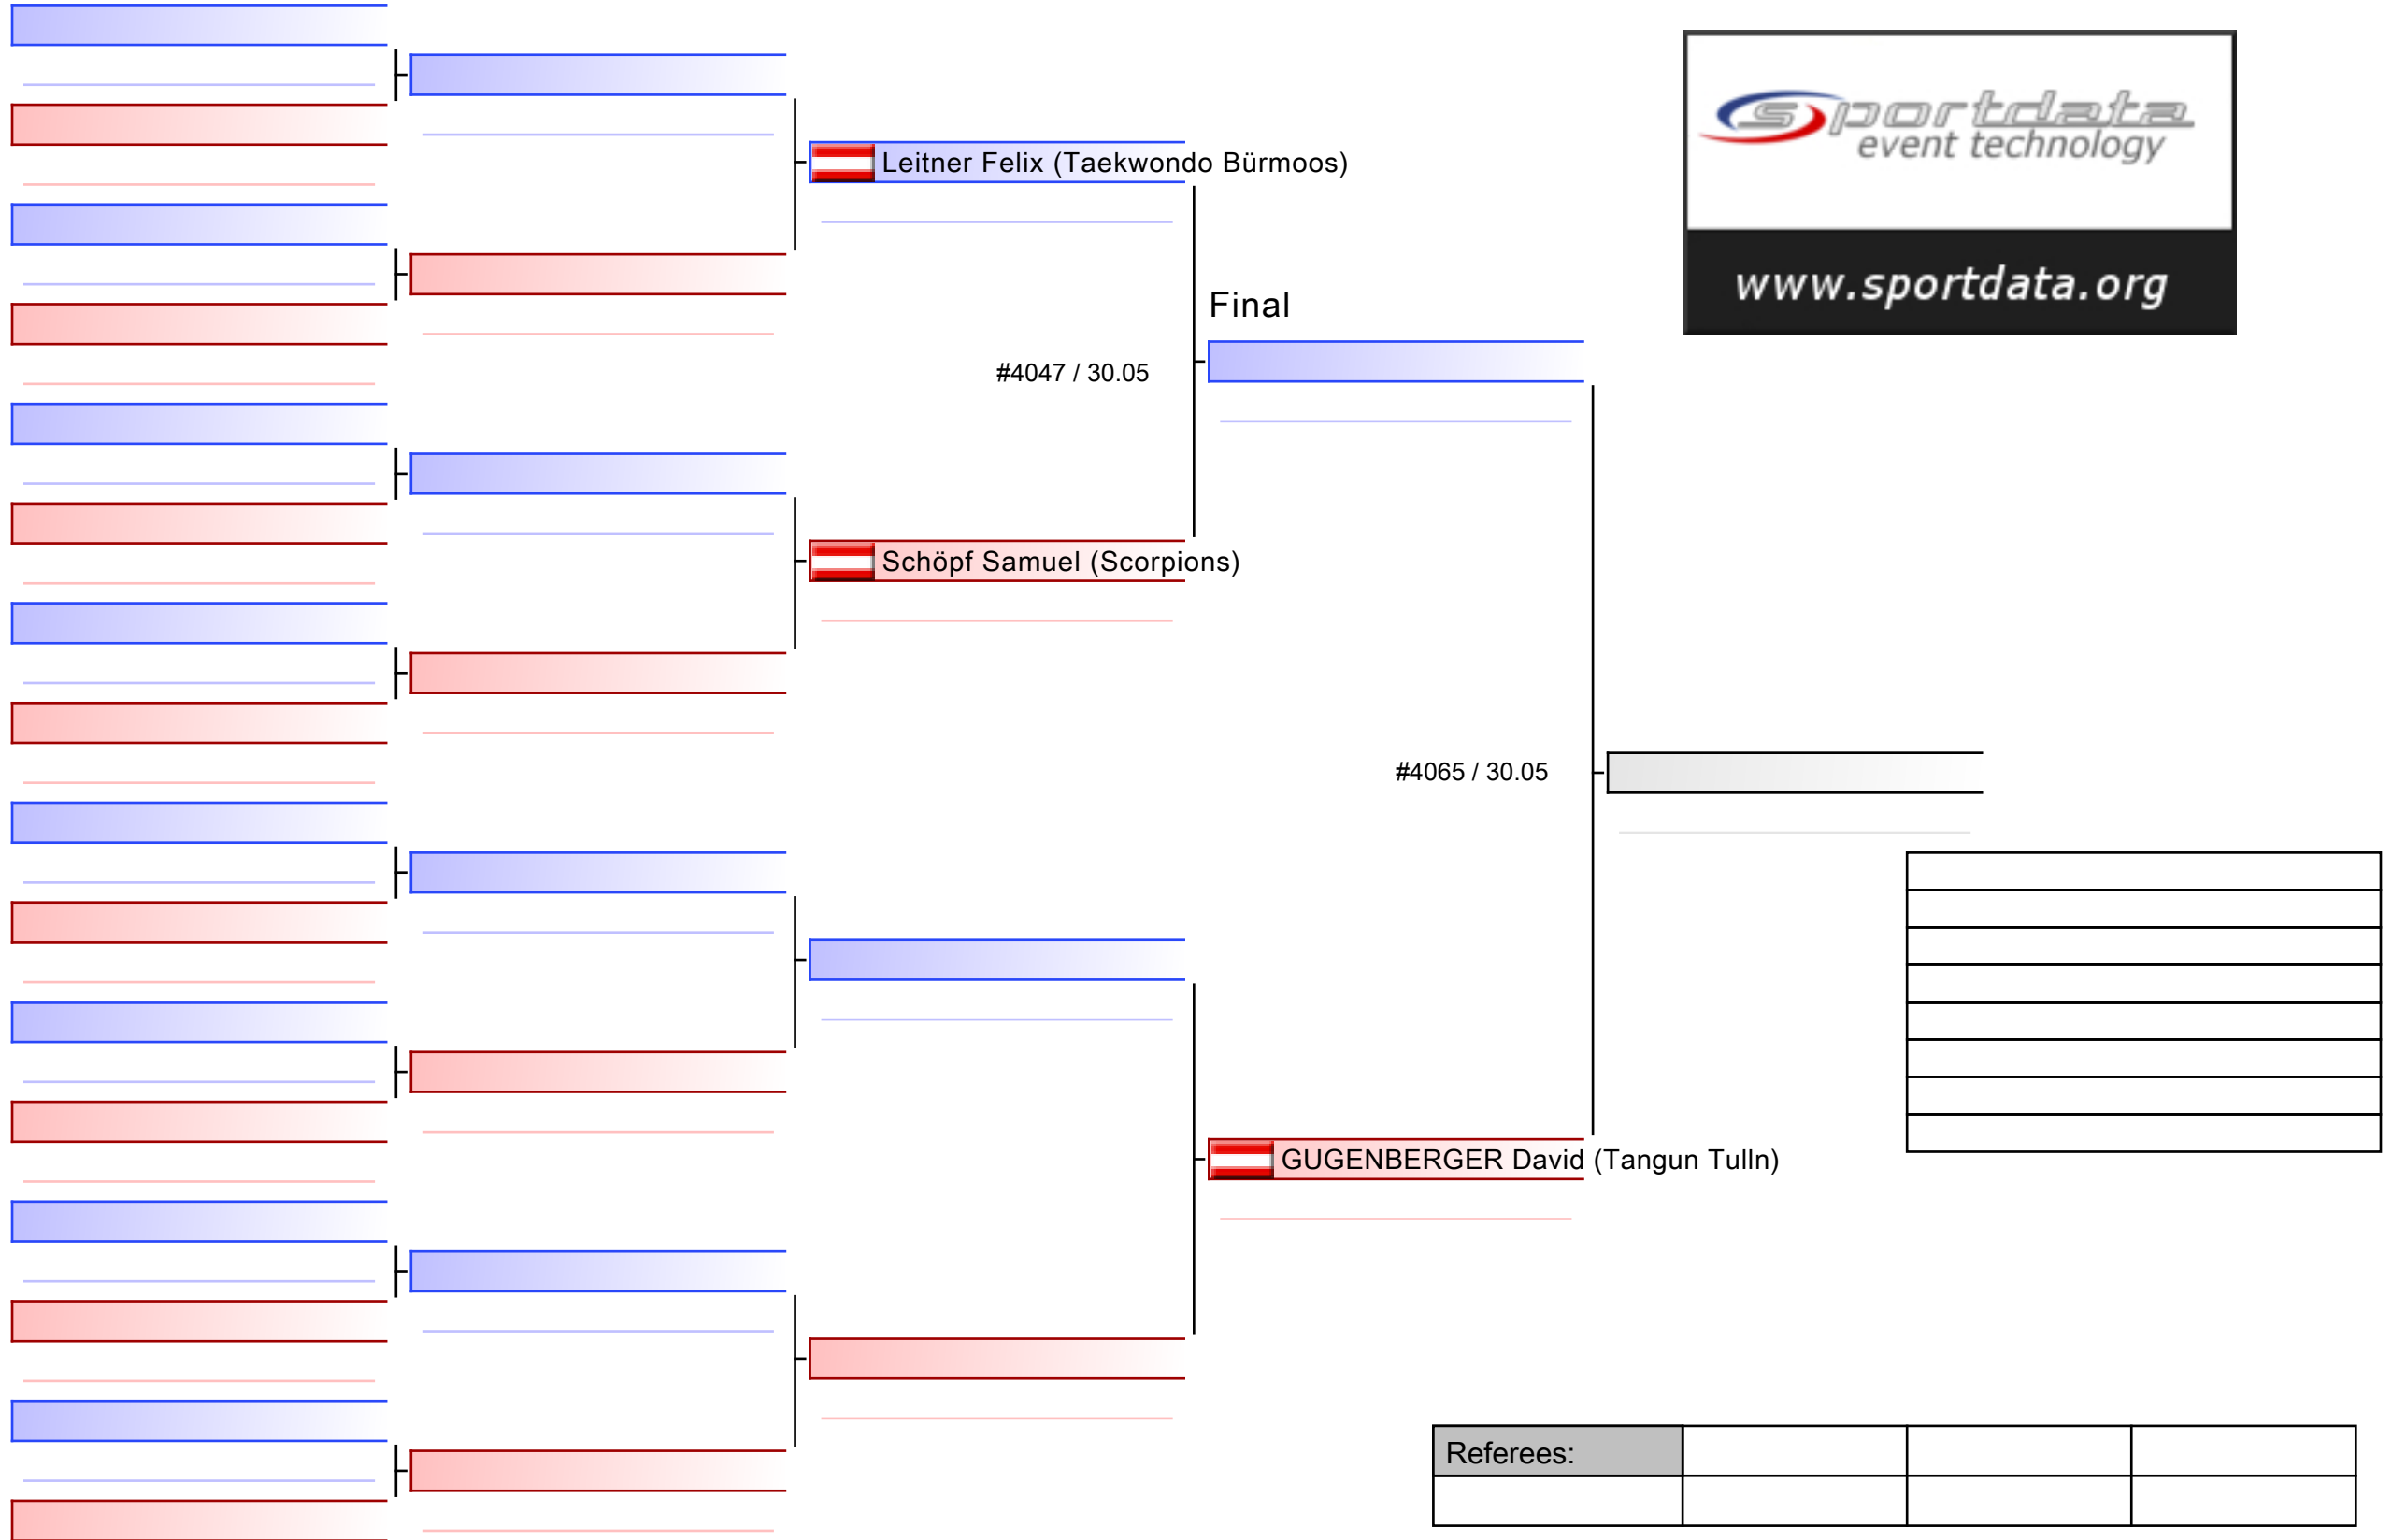 sportdata
event technology
www.sportdata.org
Leitner Felix (Taekwondo Bürmoos)
Final
#4047 / 30.05
Schöpf Samuel (Scorpions)
#4065 / 30.05
GUGENBERGER David (Tangun Tulln)
Referees: